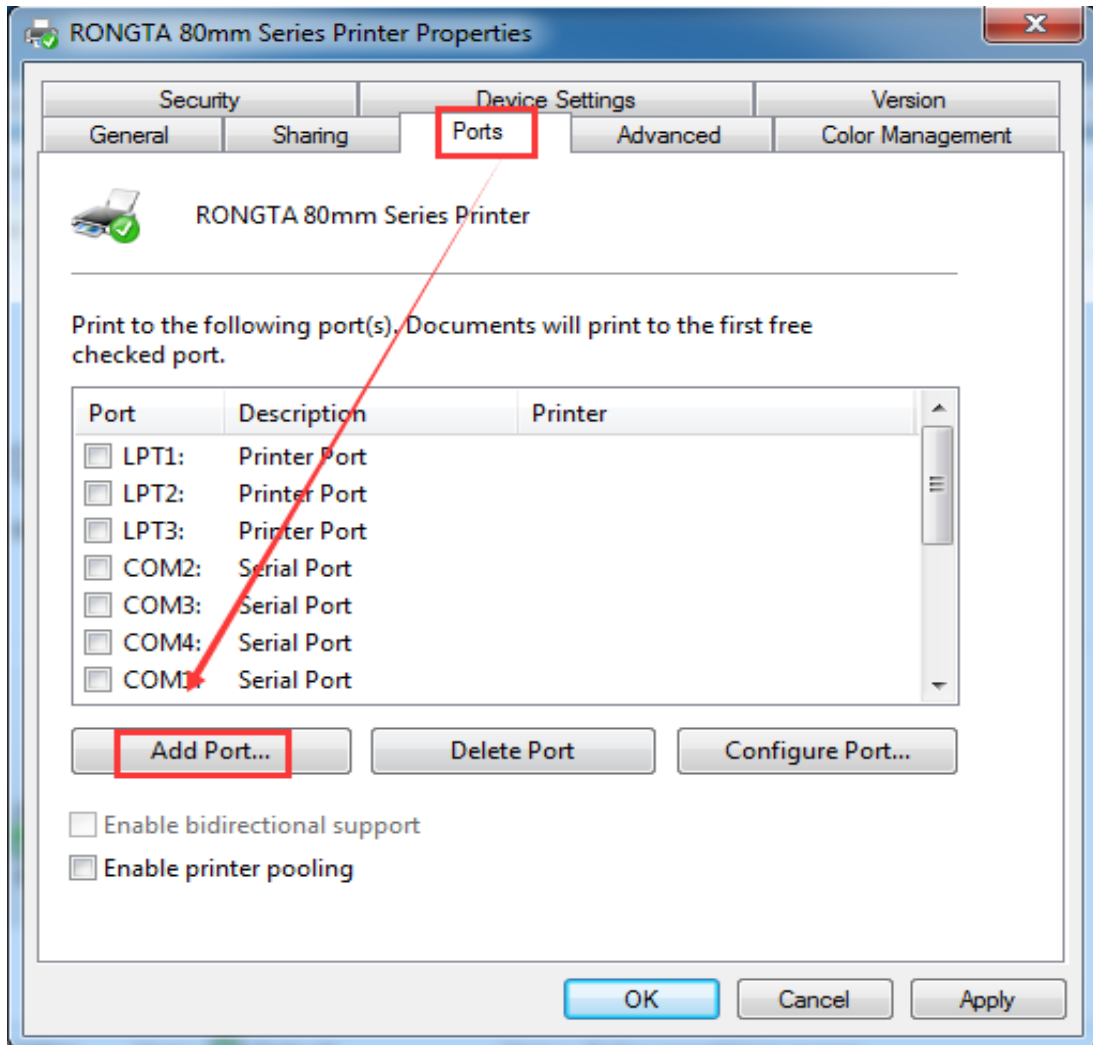 RONGTA 80mm Series Printer Properties
Security Device Settings Version
General Sharing Ports Advanced Color Management
RONGTA 80mm Series Printer
Print to the following port(s). Documents will print to the first free
checked port.
Port Description Printer
LPT1: Printer Port
LPT2: Printer Port
LPT3: Printer Port
COM2: Serial Port
COM3: Serial Port
COM4: Serial Port
COM1: Serial Port
Add Port... Delete Port Configure Port...
Enable bidirectional support
Enable printer pooling
OK Cancel Apply